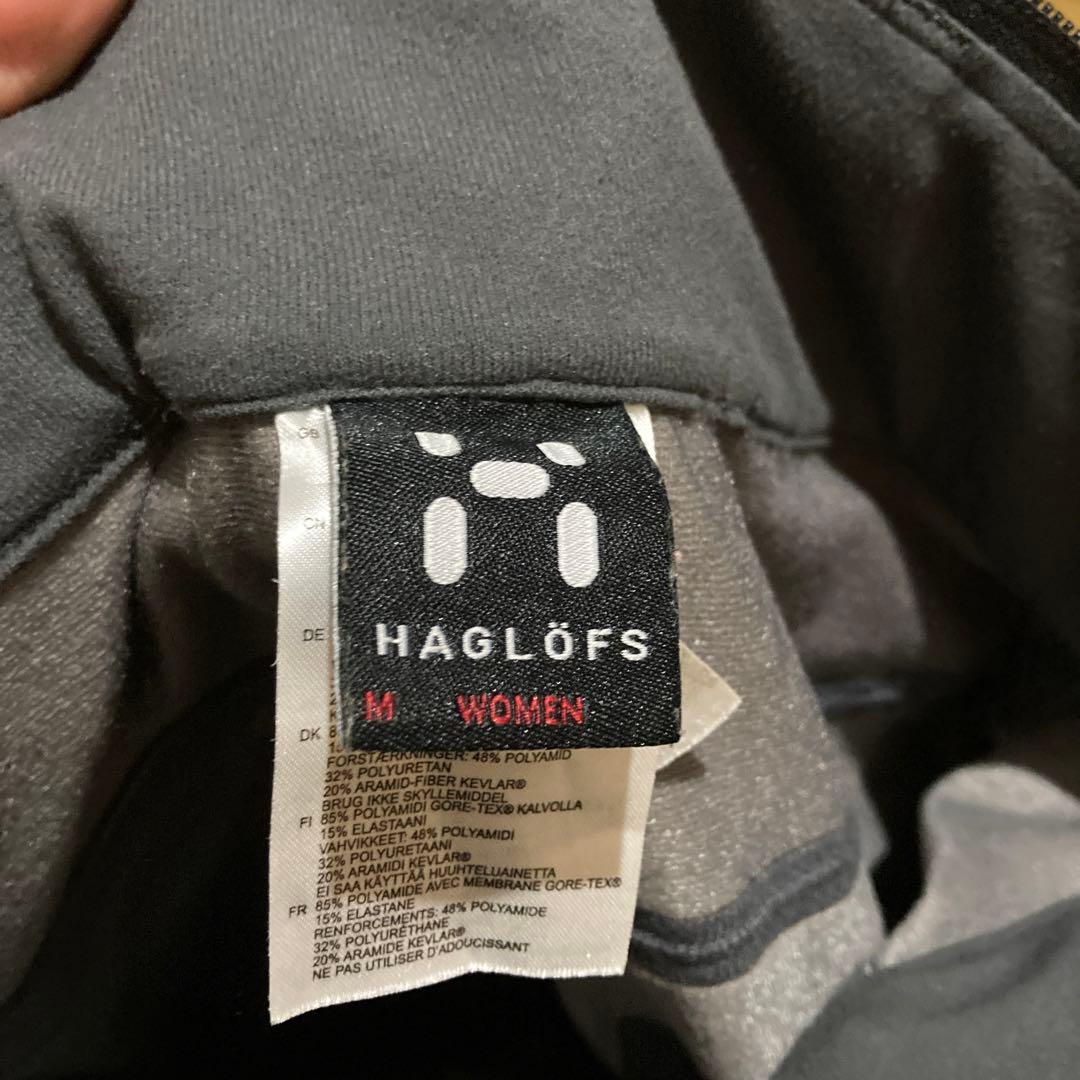 GB
CN
HAGLÖFS
M WOMEN
DE
DK
FORSTÆRKNINGER: 48% POLYAMID
32% POLYURETAN
20% ARAMID-FIBER KEVLAR®
BRUG IKKE SKYLLEMIDDEL
FI 85% POLYAMIDI GORE-TEX® KALVOLLA
15% ELASTAANI
VAHVIKKEET: 48% POLYAMIDI
32% POLYURETAANI
20% ARAMIDI KEVLAR®
EI SAA KÄYTTÄÄ HUUHTELUAINETTA
FR 85% POLYAMIDE AVEC MEMBRANE GORE-TEX®
15% ELASTANE
RENFORCEMENTS: 48% POLYAMIDE
32% POLYURÉTHANE
20% ARAMIDE KEVLAR®
NE PAS UTILISER D'ADOUCISSANT